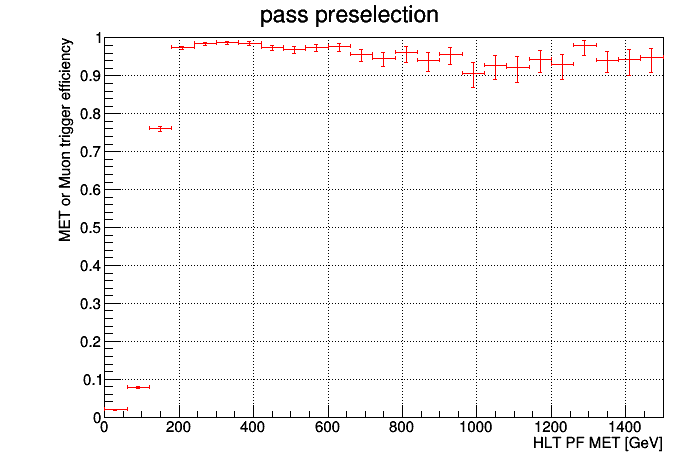 pass preselection
MET or Muon trigger efficiency
1
0.9
0.8
0.7
0.6
0.5
0.4
0.3
0.2
0.1
0
0 200 400 600 800 1000 1200 1400
HLT PF MET [GeV]